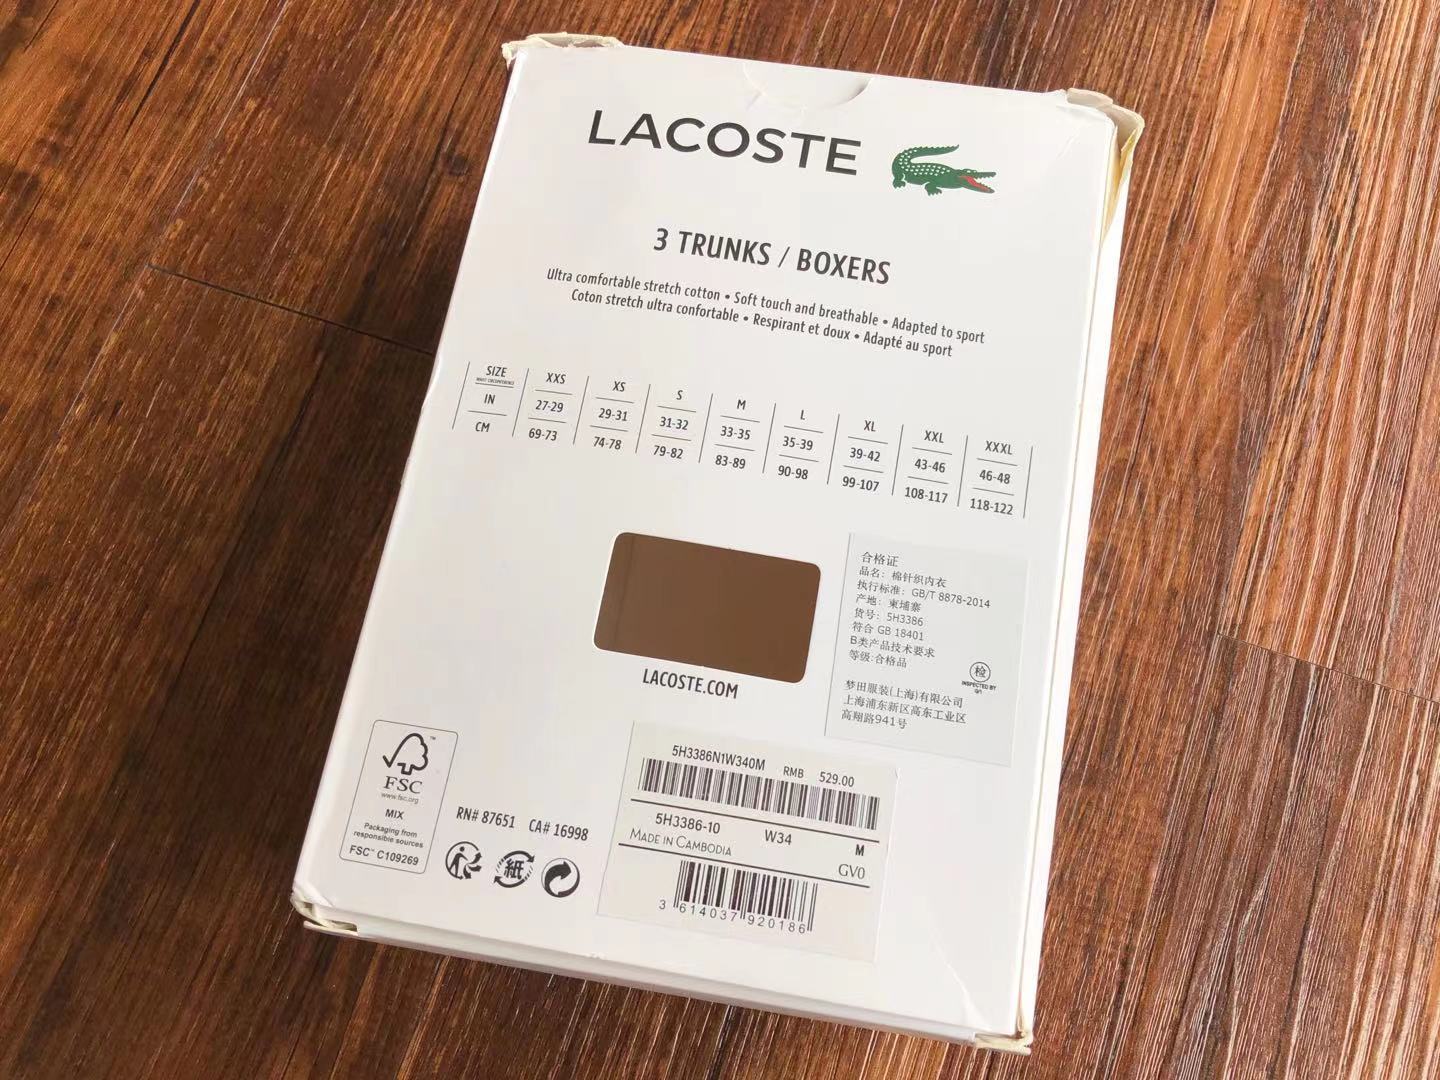 LACOSTE
3 TRUNKS / BOXERS
Ultra comfortable stretch cotton • Soft touch and breathable • Adapted to sport
Coton stretch ultra confortable • Respirant et doux • Adapté au sport
SIZE XXS XS S M L XL XXL XXXL
WAIST CIRCUMFERENCE
IN 27-29 29-31 31-32 33-35 35-39 39-42 43-46 46-48
CM 69-73 74-78 79-82 83-89 90-98 99-107 108-117 118-122
合格证
品名：棉针织内衣
执行标准：GB/T 8878-2014
产地：柬埔寨
货号：5H3386
符合 GB 18401
B类产品技术要求
等级:合格品
检
INSPECTED BY
梦田服装(上海)有限公司
上海浦东新区高东工业区
高翔路941号
LACOSTE.COM
FSC
www.fsc.org
MIX
Packaging from
responsible sources
FSC™ C109269
RN# 87651 CA# 16998
紙
5H3386N1W340M RMB 529.00
5H3386-10 W34 M
MADE IN CAMBODIA GV0
3 614037 920186